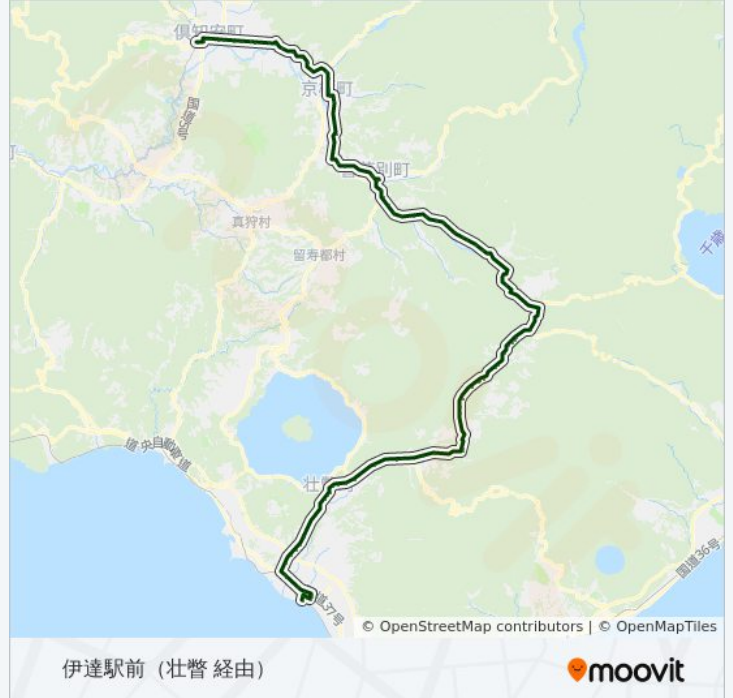 倶知安町
国道5号
京極町
喜茂別町
真狩村
留寿都村
千歳
道央自動車道
壮瞥町
国道36号
道37号
© OpenStreetMap contributors | © OpenMapTiles
伊達駅前（壮瞥 経由）
moovit